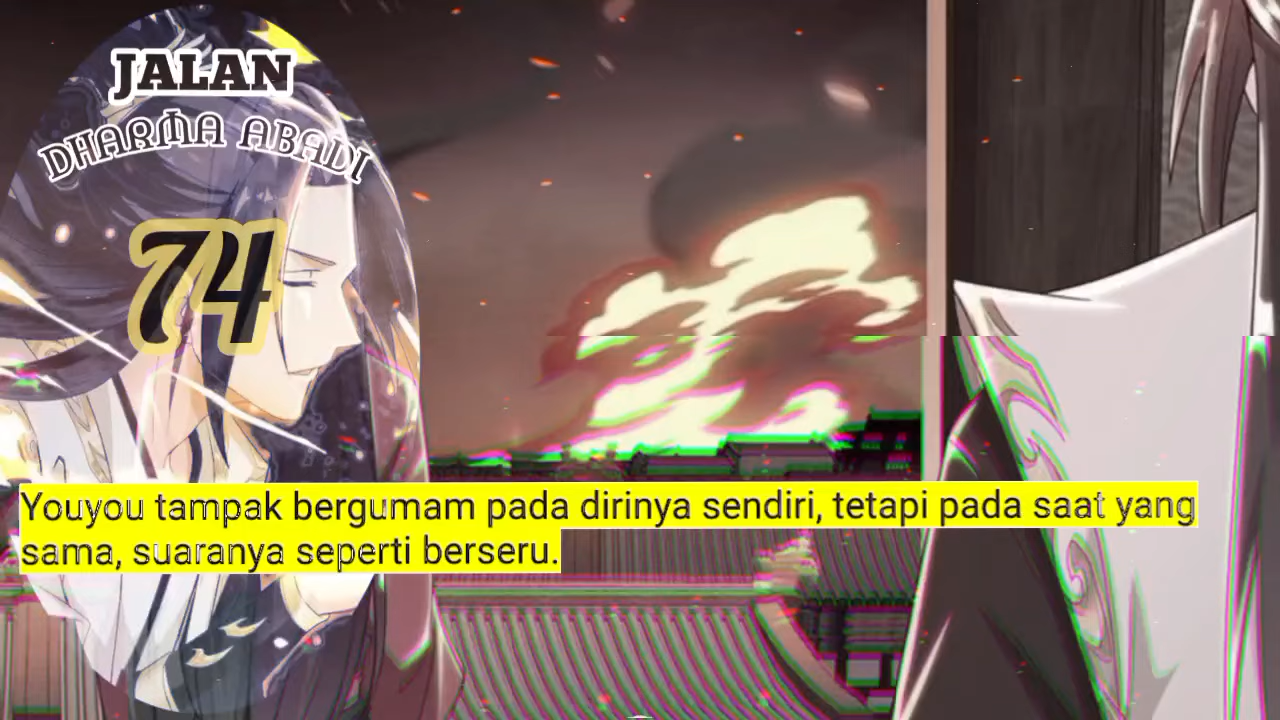 JALAN
DHARMA ABADI
74
Youyou tampak bergumam pada dirinya sendiri, tetapi pada saat yang
sama, suaranya seperti berseru.